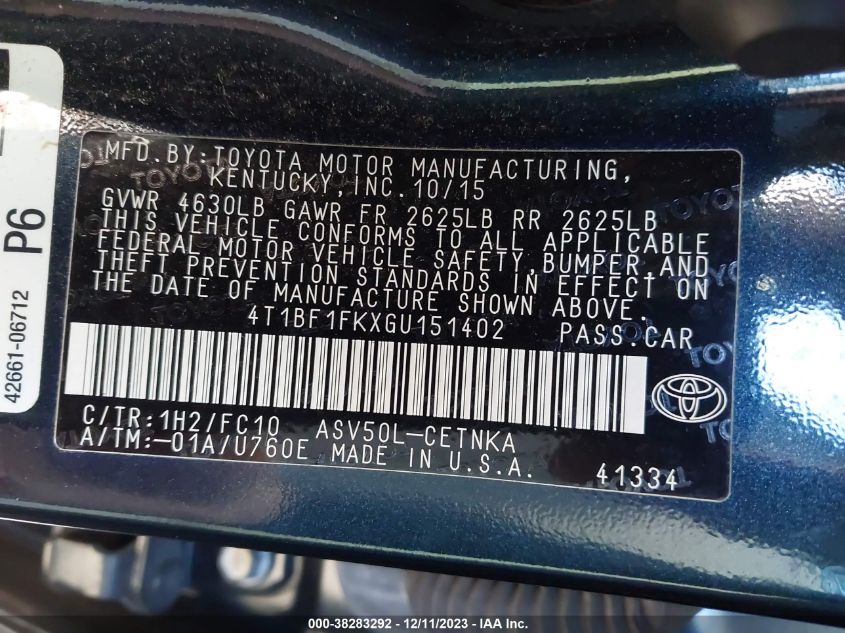 MFD.BY:TOYOTA MOTOR MANUFACTURING,
KENTUCKY,INC.10/15
GVWR 4630LB GAWR FR 2625LB RR 2625LB
THIS VEHICLE CONFORMS TO ALL APPLICABLE
FEDERAL MOTOR VEHICLE SAFETY,BUMPER,AND
THEFT PREVENTION STANDARDS IN EFFECT ON
THE DATE OF MANUFACTURE SHOWN ABOVE.
4T1BF1FKXGU151402 PASS.CAR
C/TR:1H2/FC10 ASV50L-CETNKA
A/TM:-01A/U760E MADE IN U.S.A.
41334
42661-06712
P6
TOYOTA
000-38283292 - 12/11/2023 - IAA Inc.